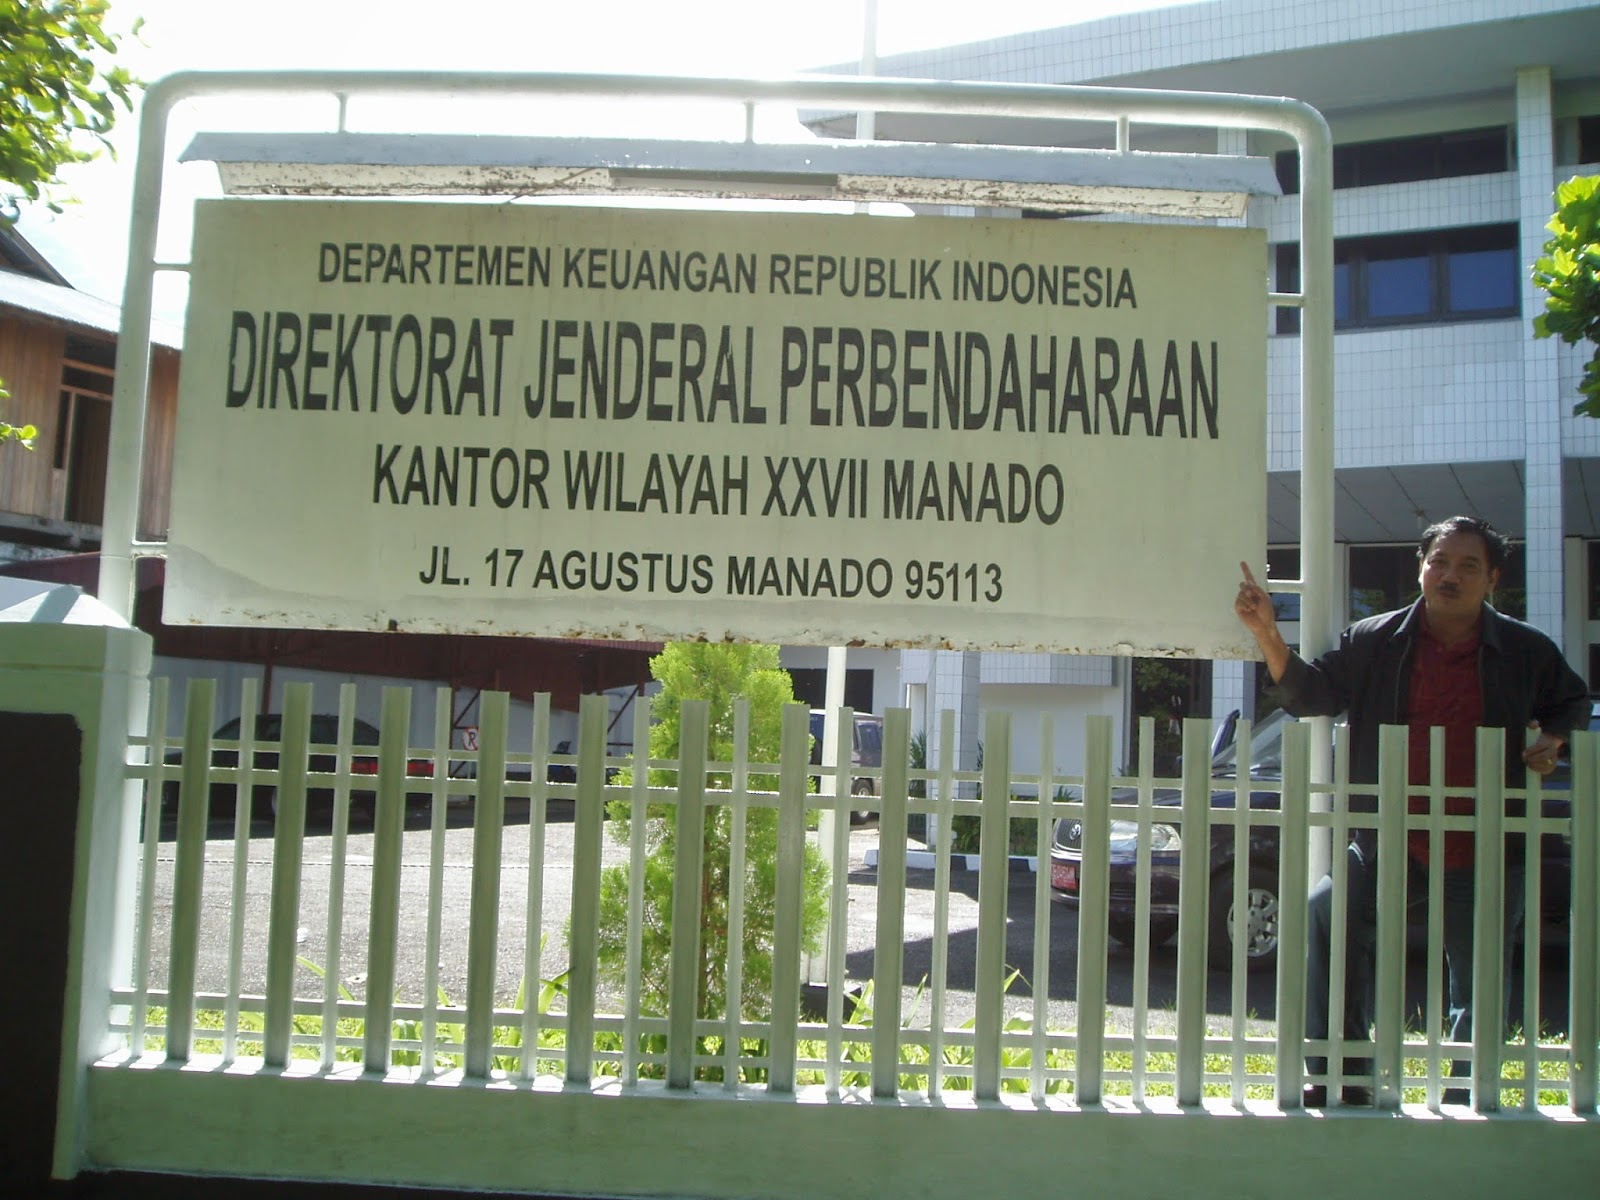 DEPARTEMEN KEUANGAN REPUBLIK INDONESIA
DIREKTORAT JENDERAL PERBENDAHARAAN
KANTOR WILAYAH XXVII MANADO
JL. 17 AGUSTUS MANADO 95113